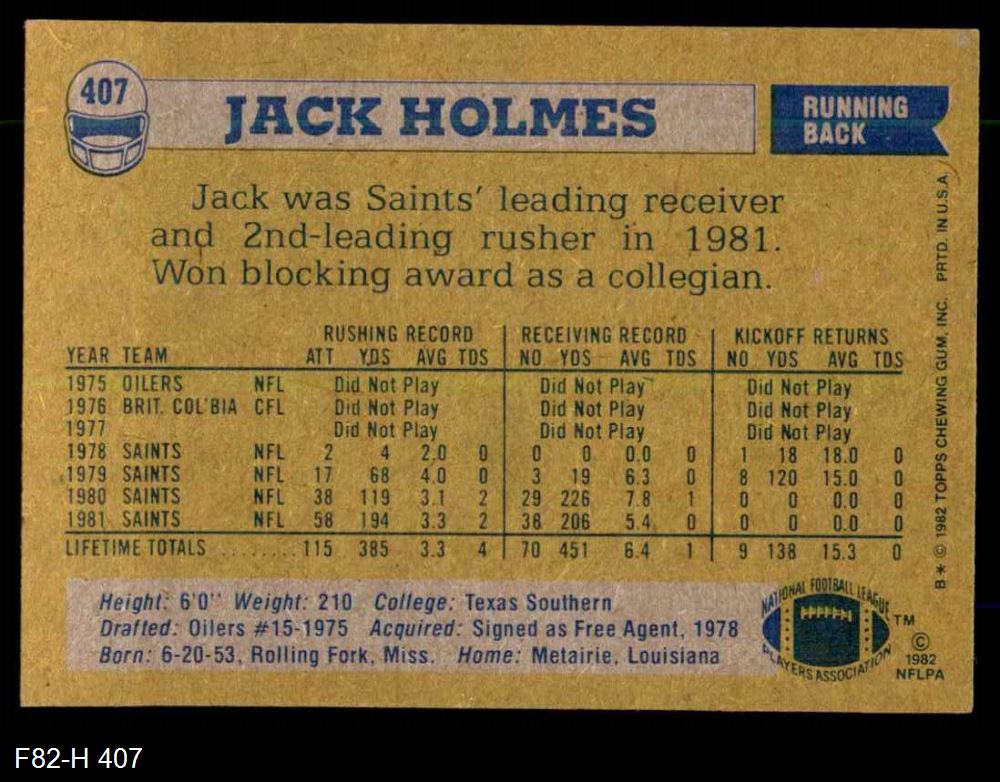 407
JACK HOLMES
RUNNING
BACK
Jack was Saints' leading receiver
and 2nd-leading rusher in 1981.
Won blocking award as a collegian.
RUSHING RECORD RECEIVING RECORD KICKOFF RETURNS
YEAR TEAM ATT YDS AVG TDS NO YDS AVG TDS NO YDS AVG TDS
1975 OILERS NFL Did Not Play Did Not Play Did Not Play
1976 BRIT. COL'BIA CFL Did Not Play Did Not Play Did Not Play
1977 Did Not Play Did Not Play Did Not Play
1978 SAINTS NFL 2 4 2.0 0 0 0 0.0 0 1 18 18.0 0
1979 SAINTS NFL 17 68 4.0 0 3 19 6.3 0 8 120 15.0 0
1980 SAINTS NFL 38 119 3.1 2 29 226 7.8 1 0 0 0.0 0
1981 SAINTS NFL 58 194 3.3 2 38 206 5.4 0 0 0 0.0 0
LIFETIME TOTALS ........ 115 385 3.3 4 70 451 6.4 1 9 138 15.3 0
Height: 6'0" Weight: 210 College: Texas Southern
Drafted: Oilers #15-1975 Acquired: Signed as Free Agent, 1978
Born: 6-20-53, Rolling Fork, Miss. Home: Metairie, Louisiana
NATIONAL FOOTBALL LEAGUE
PLAYERS ASSOCIATION
TM
©
1982
NFLPA
B* © 1982 TOPPS CHEWING GUM, INC. PRTD. IN U.S.A.
F82-H 407